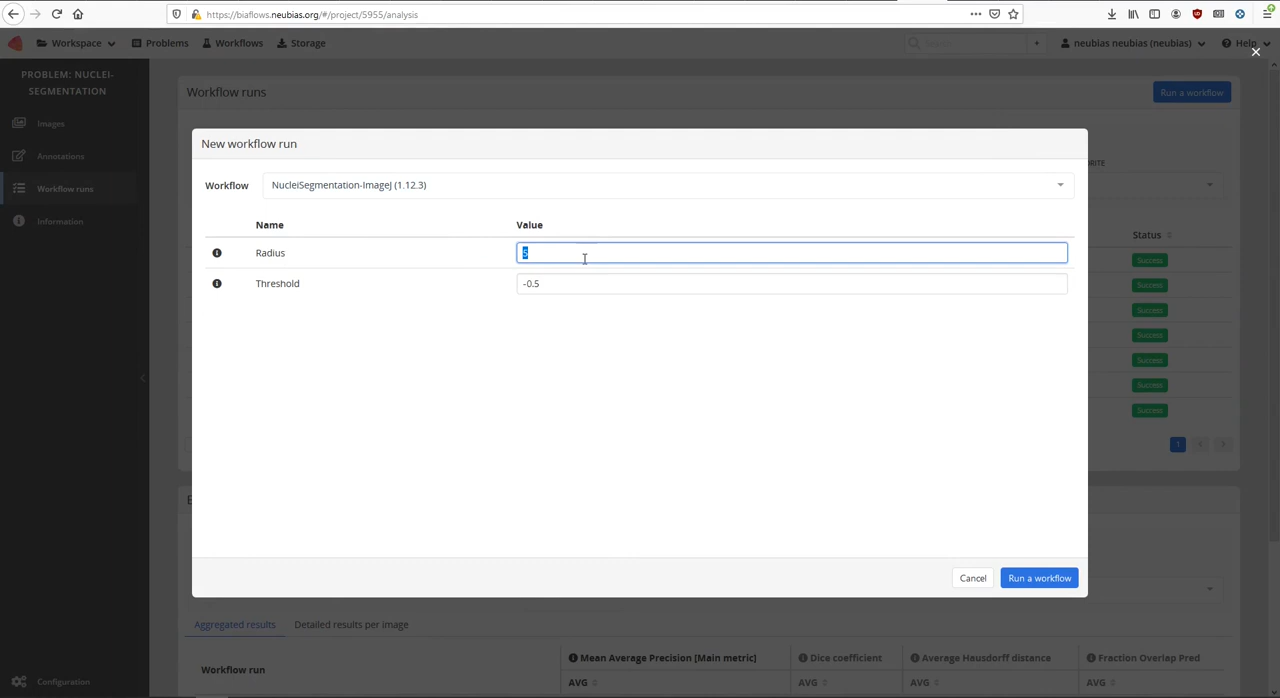 https://biaflows.neubias.org/#/project/5955/analysis
Workspace Problems Workflows Storage Search neubias neubias (neubias) Help
PROBLEM: NUCLEI-
SEGMENTATION
Images
Annotations
Workflow runs
Information
Configuration
Workflow runs Run a workflow
New workflow run
Workflow NucleiSegmentation-ImageJ (1.12.3)
Name Value
Radius 5
Threshold -0.5
Cancel Run a workflow
ORITE
Status
Success
Success
Success
Success
Success
Success
Success
1
E
Aggregated results Detailed results per image
Workflow run
Mean Average Precision [Main metric] Dice coefficient Average Hausdorff distance Fraction Overlap Pred
AVG AVG AVG AVG